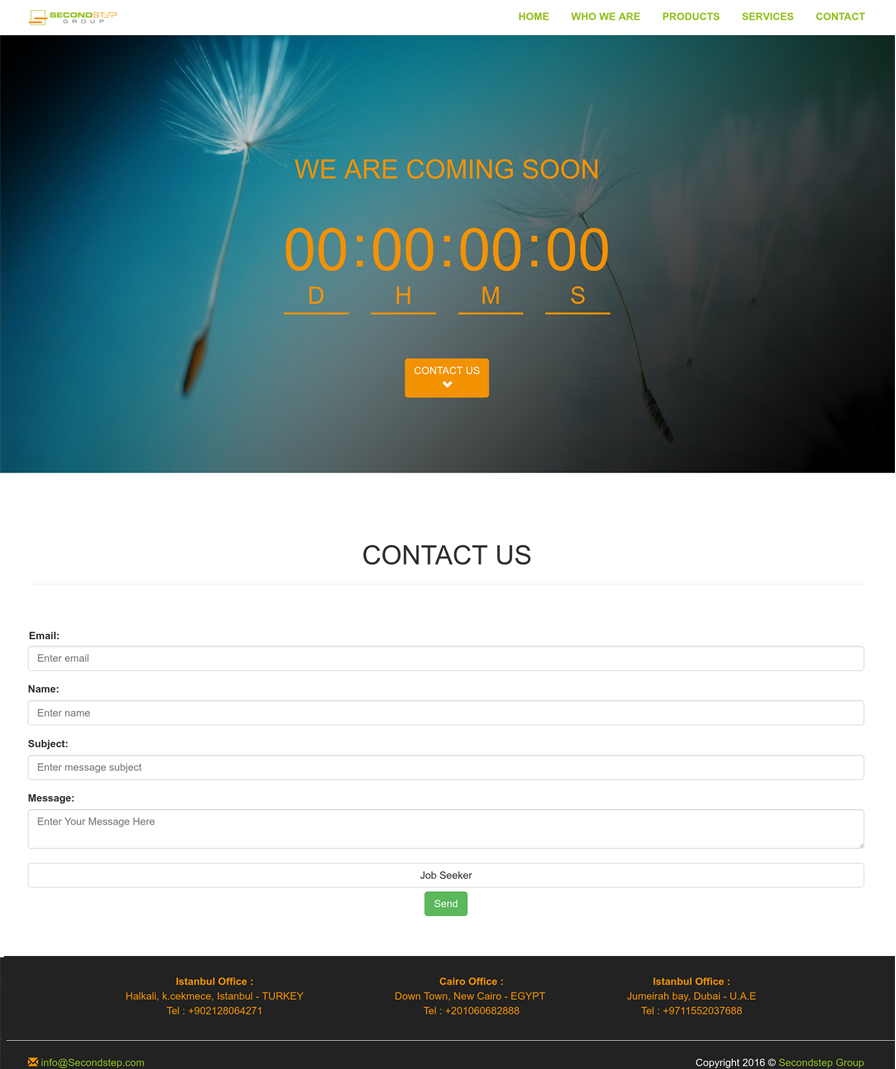 SECONDSTEP
GROUP
HOME WHO WE ARE PRODUCTS SERVICES CONTACT
WE ARE COMING SOON
00:00:00:00
D H M S
CONTACT US
CONTACT US
Email:
Enter email
Name:
Enter name
Subject:
Enter message subject
Message:
Enter Your Message Here
Job Seeker
Send
Istanbul Office : Cairo Office : Istanbul Office :
Halkali, k.cekmece, Istanbul - TURKEY Down Town, New Cairo - EGYPT Jumeirah bay, Dubai - U.A.E
Tel : +902128064271 Tel : +201060682888 Tel : +9711552037688
info@Secondstep.com Copyright 2016 © Secondstep Group